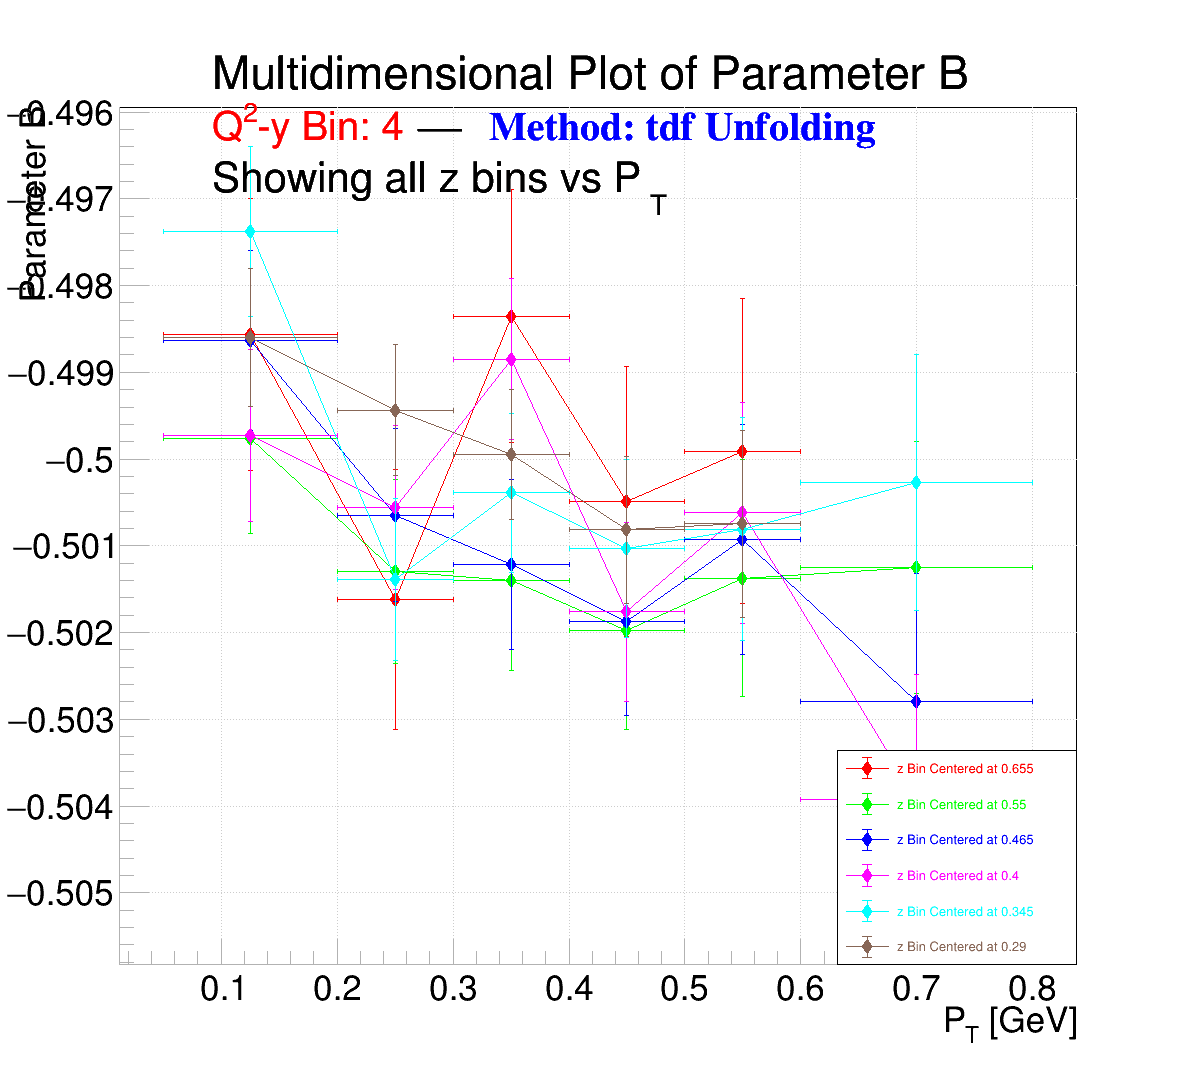 Multidimensional Plot of Parameter B
Q²-y Bin: 4 — Method: tdf Unfolding
Showing all z bins vs P_T
Parameter B
−0.496
−0.497
−0.498
−0.499
−0.5
−0.501
−0.502
−0.503
−0.504
−0.505
z Bin Centered at 0.655
z Bin Centered at 0.55
z Bin Centered at 0.465
z Bin Centered at 0.4
z Bin Centered at 0.345
z Bin Centered at 0.29
0.1 0.2 0.3 0.4 0.5 0.6 0.7 0.8
P_T [GeV]